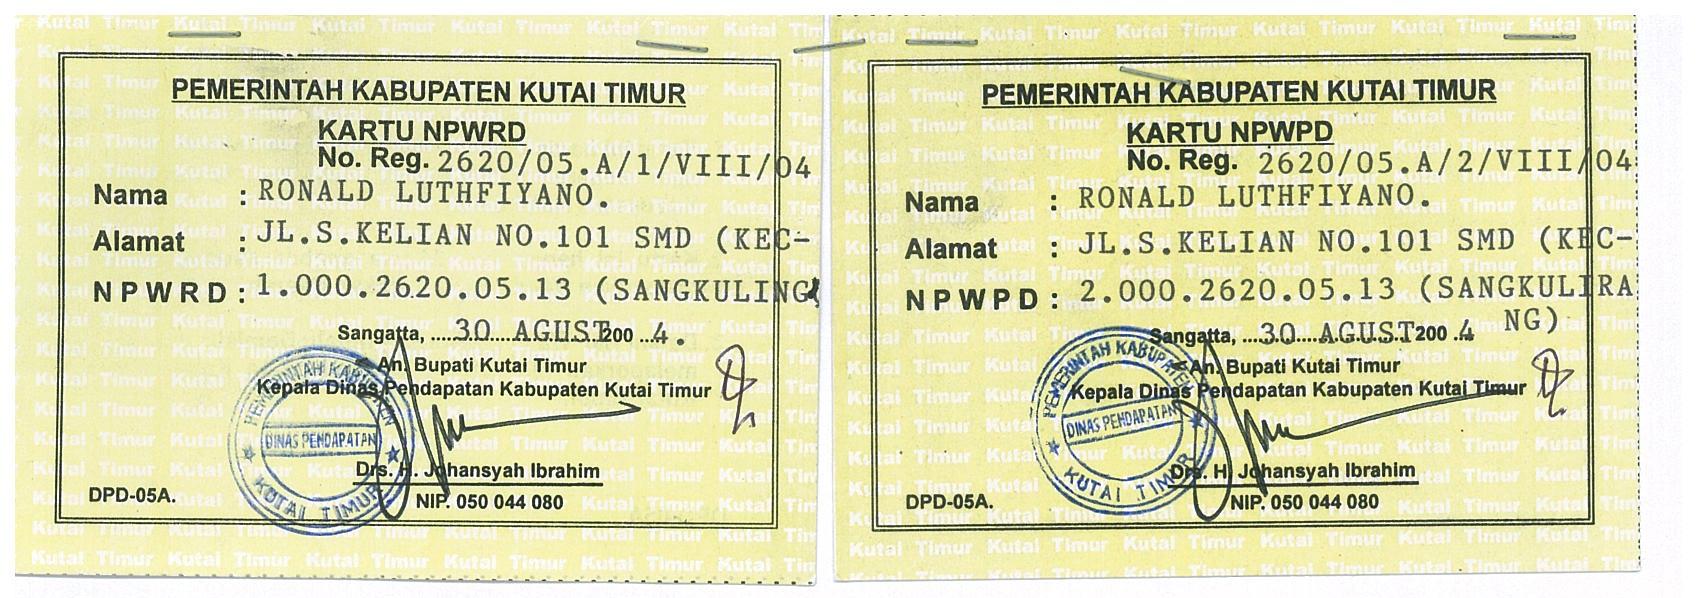 PEMERINTAH KABUPATEN KUTAI TIMUR
KARTU NPWRD
No. Reg. 2620/05.A/1/VIII/04
Nama : RONALD LUTHFIYANO.
Alamat : JL.S.KELIAN NO.101 SMD (KEC-
NPWRD : 1.000.2620.05.13 (SANGKULING
Sangatta, ....30 AGUST 200 ..4.
An. Bupati Kutai Timur
Kepala Dinas Pendapatan Kabupaten Kutai Timur
PEMERINTAH KABUPATEN
DINAS PENDAPATAN
KUTAI TIMUR
Drs. H. Johansyah Ibrahim
DPD-05A.
NIP. 050 044 080
PEMERINTAH KABUPATEN KUTAI TIMUR
KARTU NPWPD
No. Reg. 2620/05.A/2/VIII/04
Nama : RONALD LUTHFIYANO.
Alamat : JL.S.KELIAN NO.101 SMD (KEC-
NPWPD : 2.000.2620.05.13 (SANGKULIRA
NG)
Sangatta, ...30....AGUST...200 ..4
An. Bupati Kutai Timur
Kepala Dinas Pendapatan Kabupaten Kutai Timur
PEMERINTAH KABUPATEN
DINAS PENDAPATAN
KUTAI TIMUR
Drs. H. Johansyah Ibrahim
DPD-05A.
NIP. 050 044 080